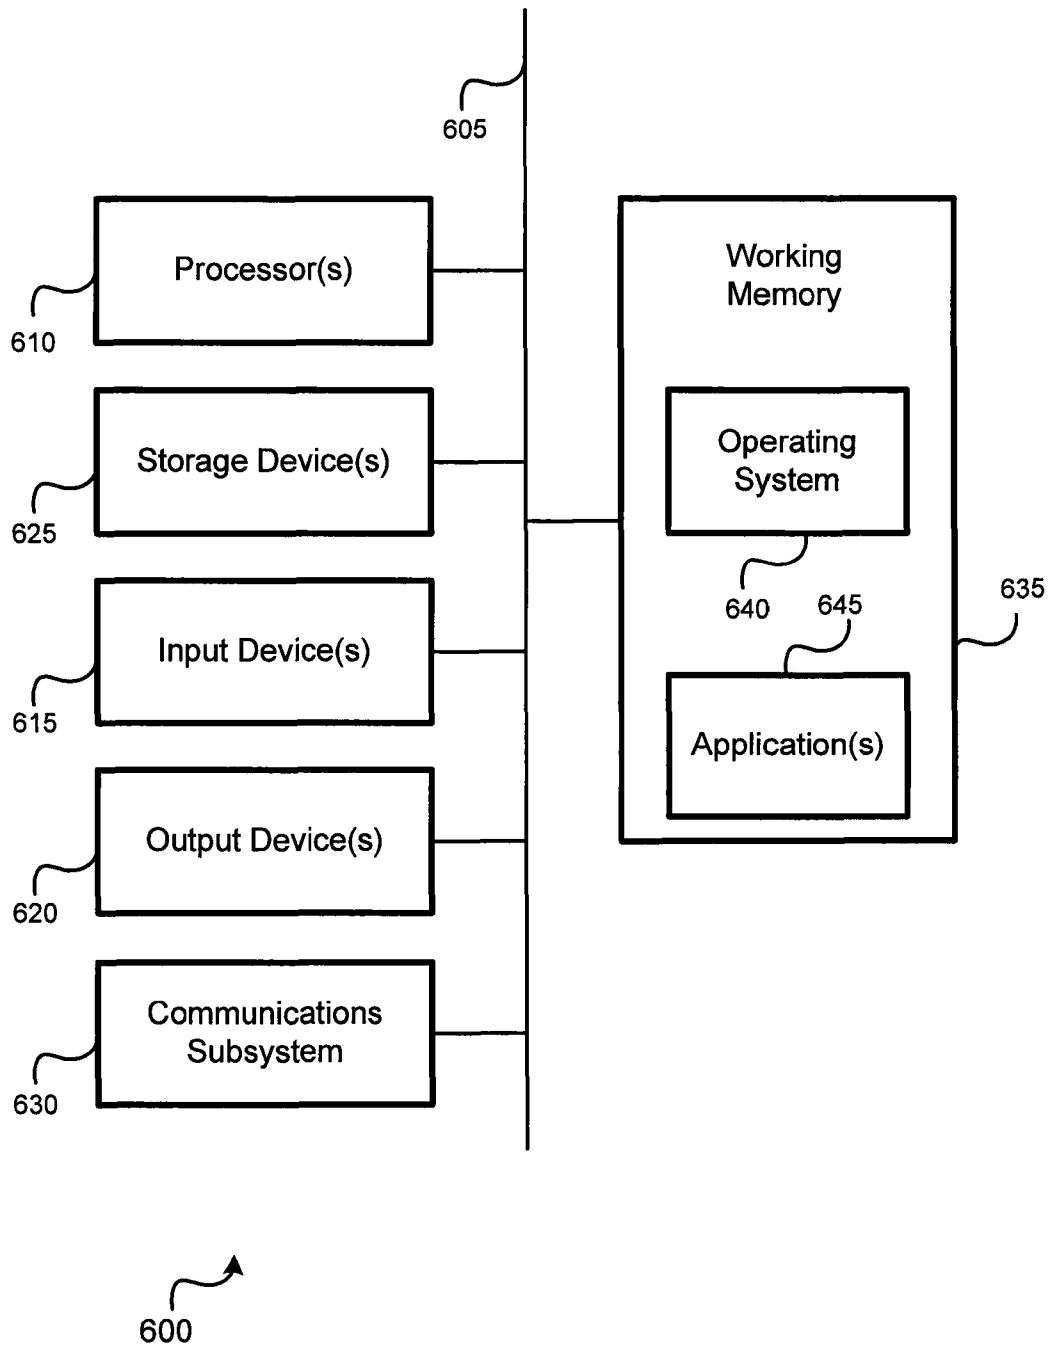 605
Processor(s)
610
Storage Device(s)
625
Input Device(s)
615
Output Device(s)
620
Communications
Subsystem
630
Working
Memory
Operating
System
640
645
Application(s)
635
600